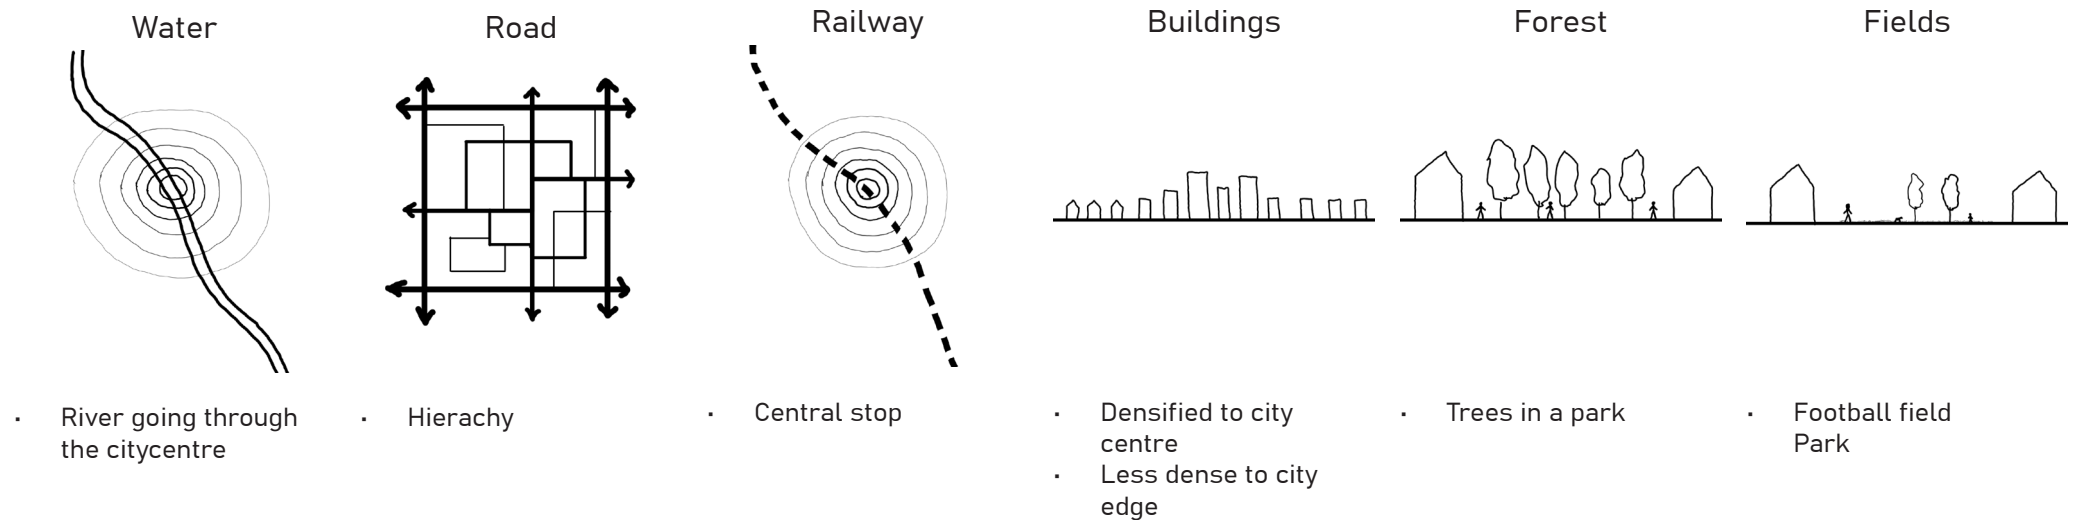 Water
Road
Railway
Buildings
Forest
Fields
▪ River going through
the citycentre
▪ Hierachy
▪ Central stop
▪ Densified to city
centre
▪ Less dense to city
edge
▪ Trees in a park
▪ Football field
Park